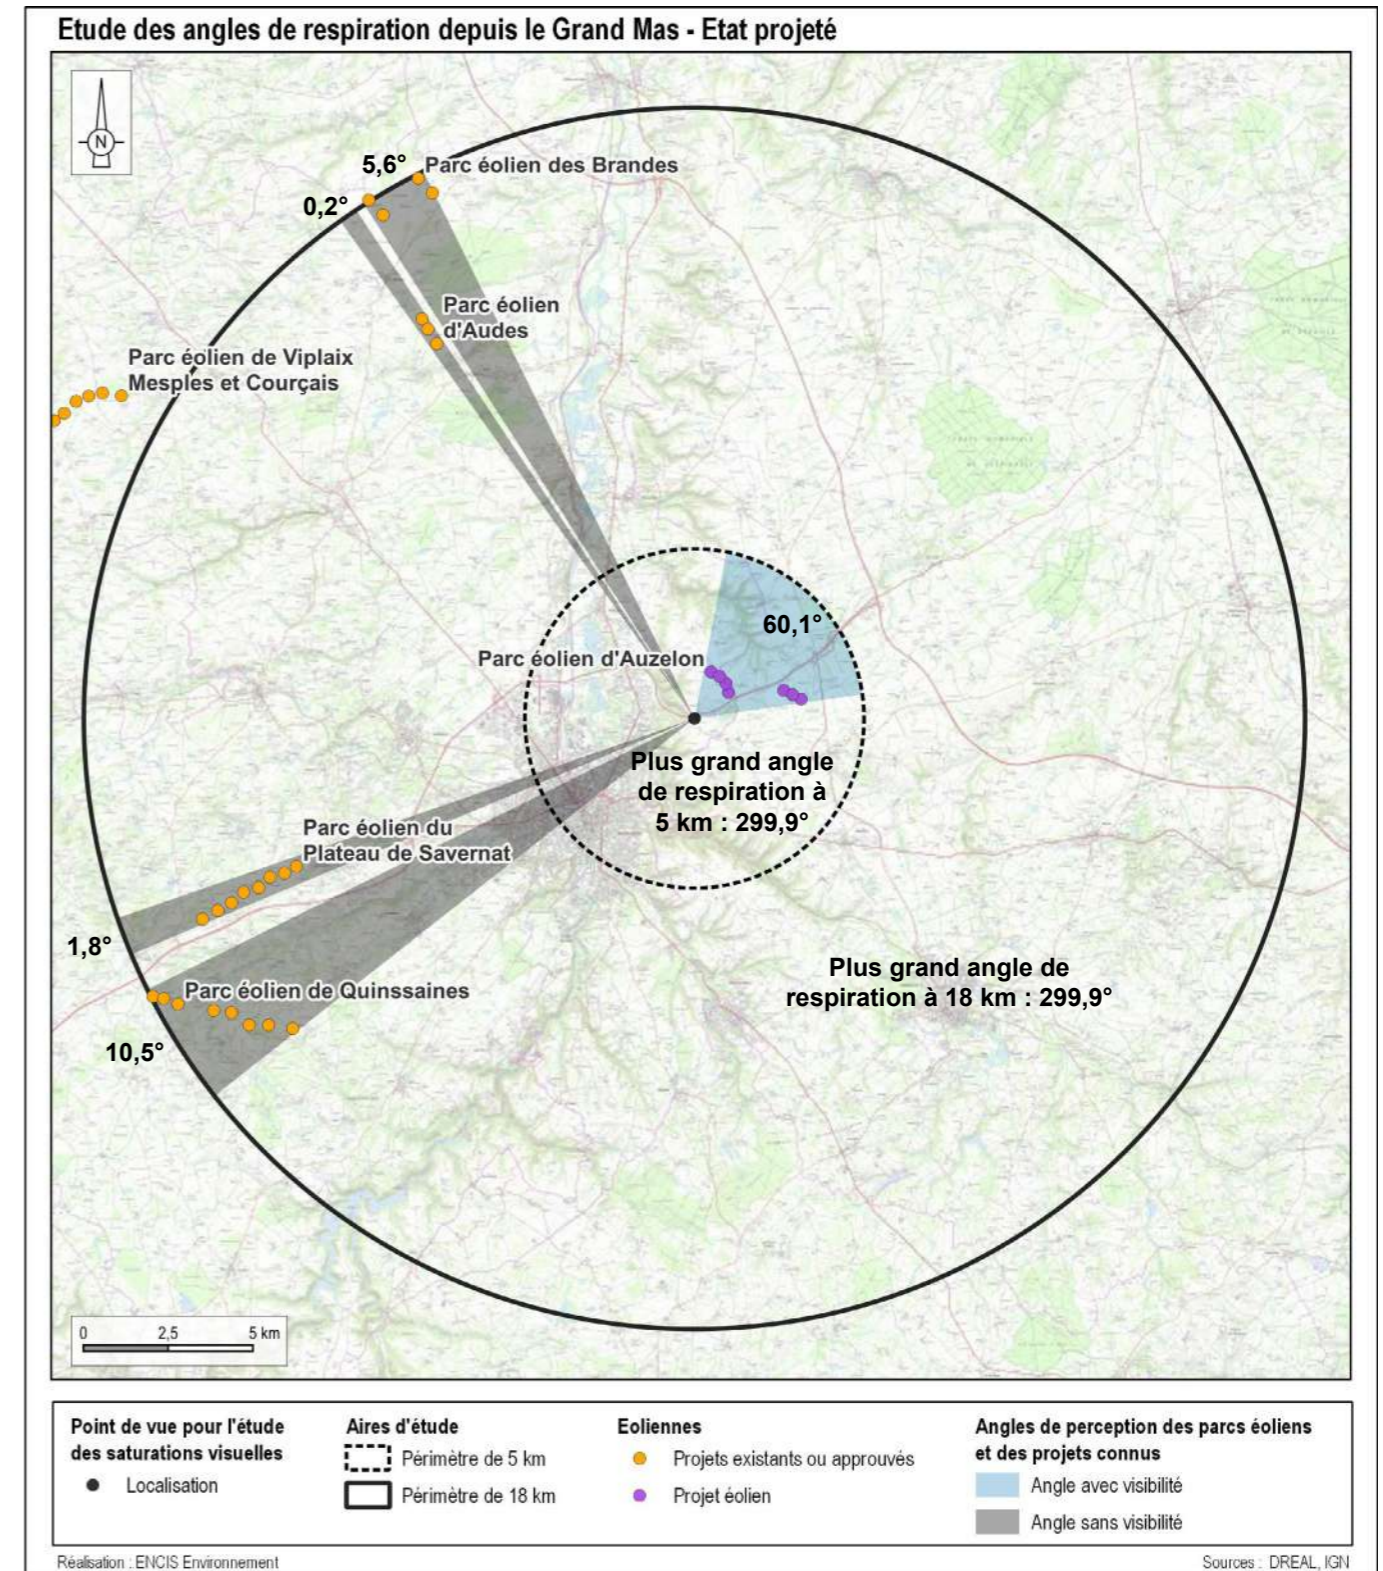 Etude des angles de respiration depuis le Grand Mas - Etat projeté
N
5,6°
Parc éolien des Brandes
0,2°
Parc éolien
d'Audes
Parc éolien de Viplaix
Mesples et Courçais
60,1°
Parc éolien d'Auzelon
Plus grand angle
de respiration à
5 km : 299,9°
Parc éolien du
Plateau de Savernat
1,8°
Plus grand angle de
respiration à 18 km : 299,9°
Parc éolien de Quinssaines
10,5°
0 2,5 5 km
Point de vue pour l'étude
des saturations visuelles
Localisation
Aires d'étude
Périmètre de 5 km
Périmètre de 18 km
Eoliennes
Projets existants ou approuvés
Projet éolien
Angles de perception des parcs éoliens
et des projets connus
Angle avec visibilité
Angle sans visibilité
Réalisation : ENCIS Environnement
Sources : DREAL, IGN